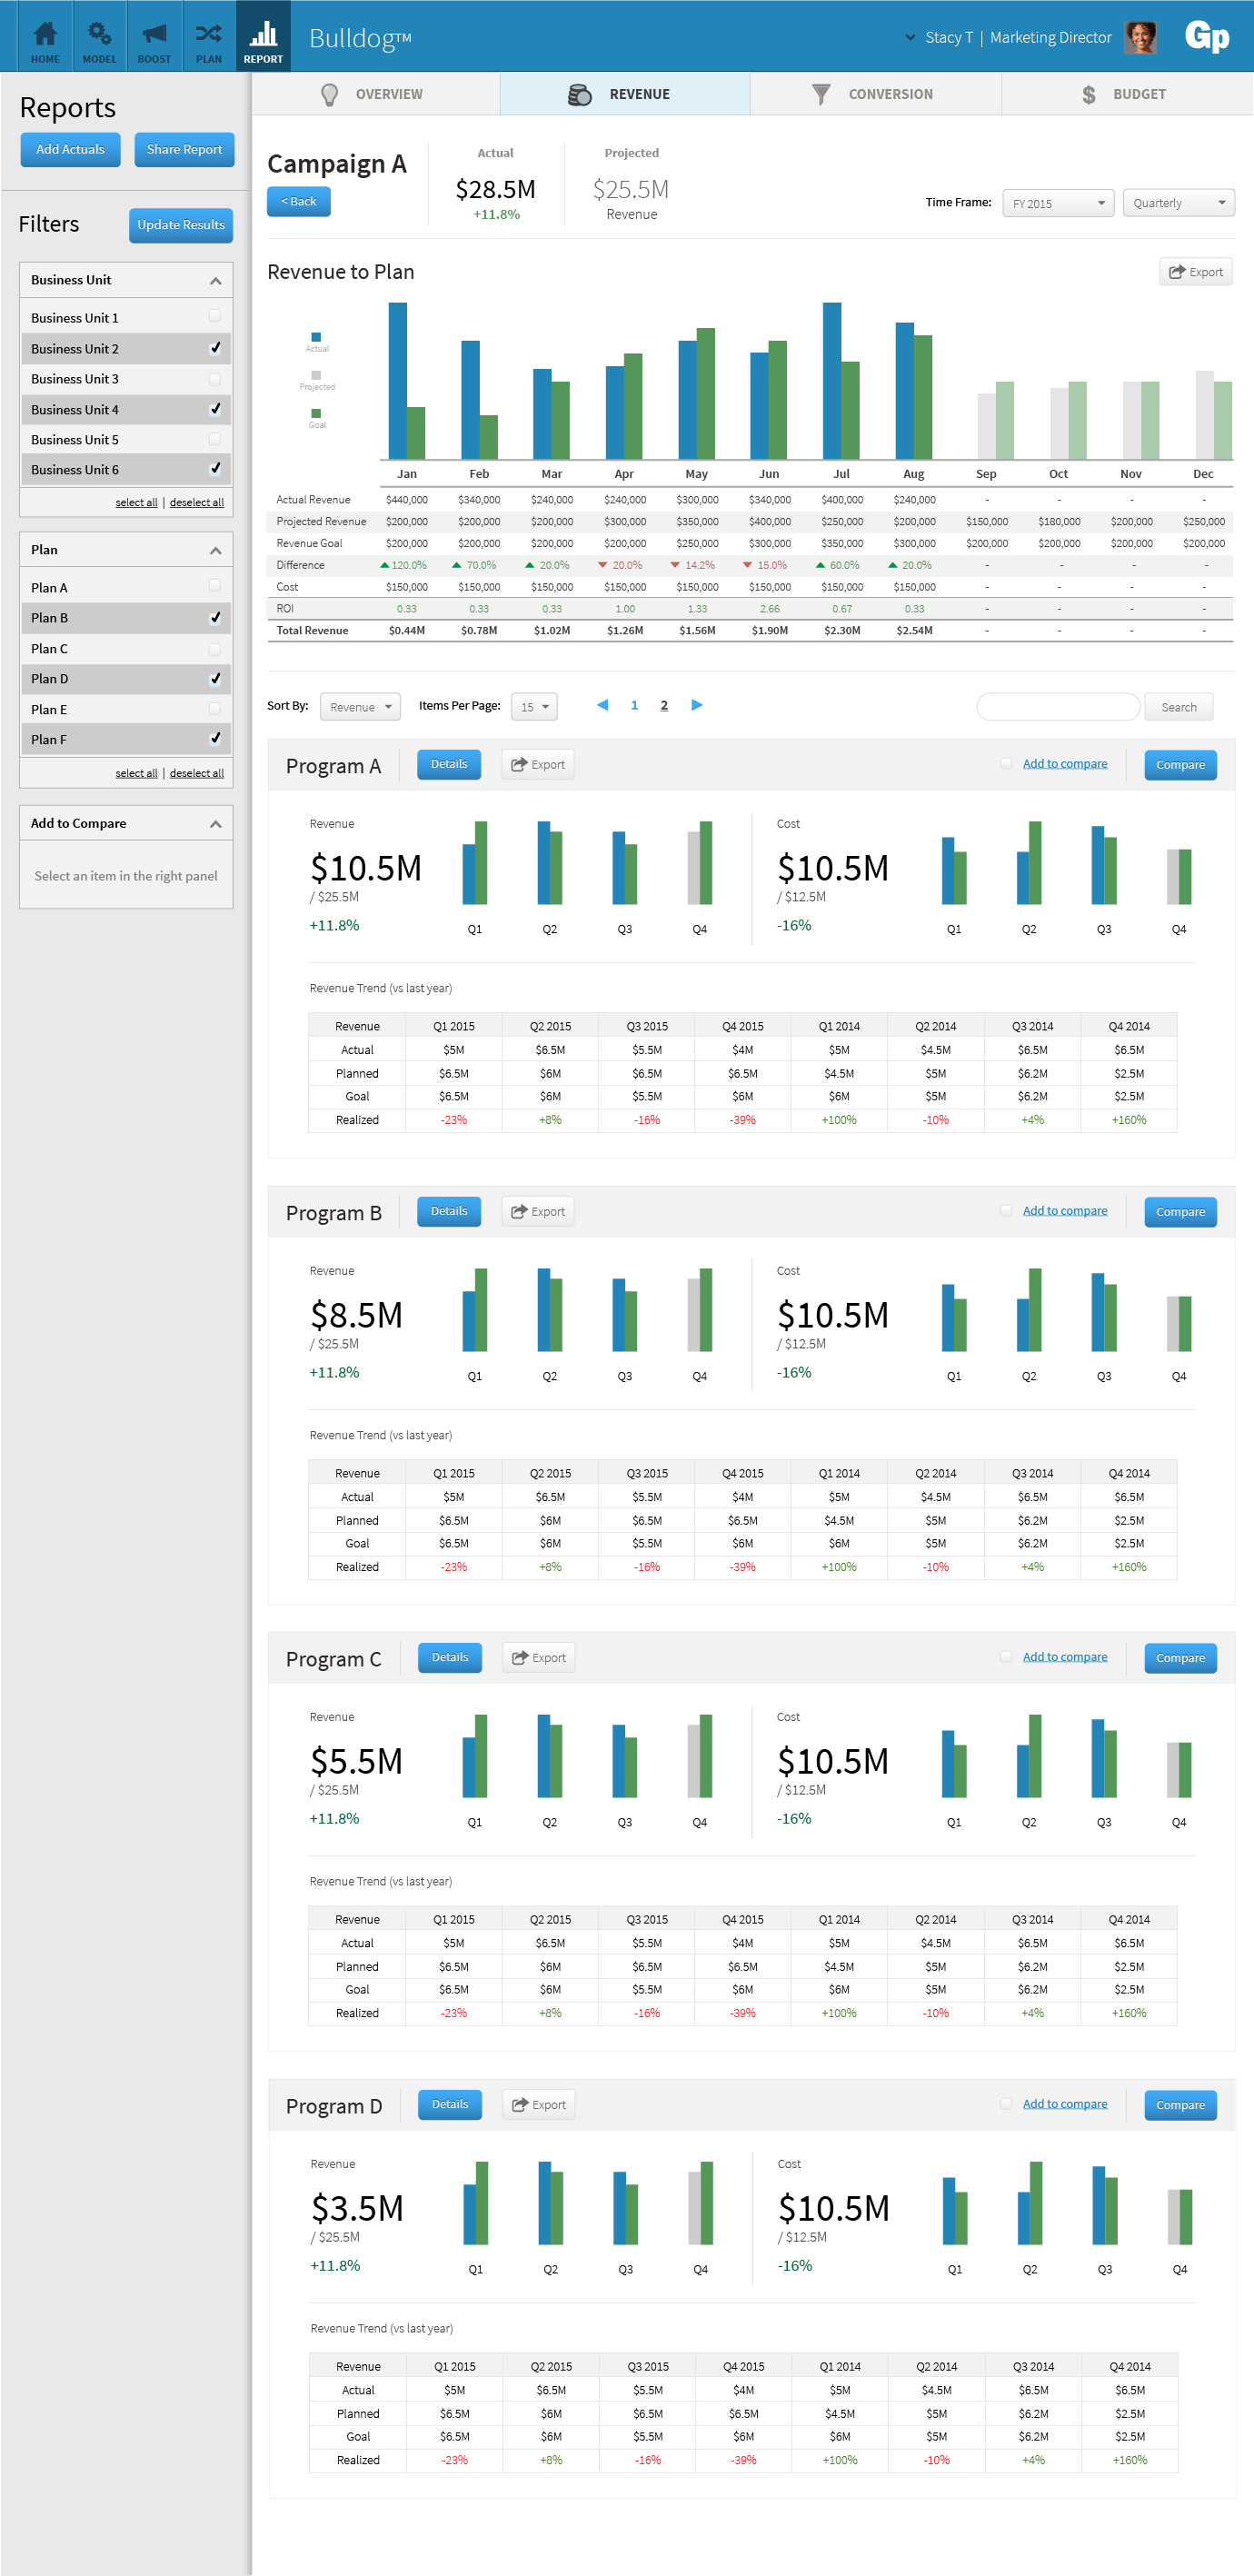 HOME MODEL BOOST PLAN REPORT Bulldog™ Stacy T | Marketing Director Gp
Reports
Add Actuals Share Report
Filters Update Results
Business Unit
Business Unit 1
Business Unit 2
Business Unit 3
Business Unit 4
Business Unit 5
Business Unit 6
select all | deselect all
Plan
Plan A
Plan B
Plan C
Plan D
Plan E
Plan F
select all | deselect all
Add to Compare
Select an item in the right panel
OVERVIEW REVENUE CONVERSION $ BUDGET
Campaign A
< Back
Actual
$28.5M
+11.8%
Projected
$25.5M
Revenue
Time Frame: FY 2015 Quarterly
Revenue to Plan Export
Actual
Projected
Goal
Jan Feb Mar Apr May Jun Jul Aug Sep Oct Nov Dec
Actual Revenue $440,000 $340,000 $240,000 $240,000 $300,000 $340,000 $400,000 $240,000 - - - -
Projected Revenue $200,000 $200,000 $200,000 $300,000 $350,000 $400,000 $250,000 $200,000 $150,000 $180,000 $200,000 $250,000
Revenue Goal $200,000 $200,000 $200,000 $200,000 $250,000 $300,000 $350,000 $300,000 $200,000 $200,000 $200,000 $200,000
Difference 120.0% 70.0% 20.0% 20.0% 14.2% 15.0% 60.0% 20.0% - - - -
Cost $150,000 $150,000 $150,000 $150,000 $150,000 $150,000 $150,000 $150,000 - - - -
ROI 0.33 0.33 0.33 1.00 1.33 2.66 0.67 0.33 - - - -
Total Revenue $0.44M $0.78M $1.02M $1.26M $1.56M $1.90M $2.30M $2.54M - - - -
Sort By: Revenue Items Per Page: 15 1 2 Search
Program A Details Export Add to compare Compare
Revenue
$10.5M
/ $25.5M
+11.8%
Q1 Q2 Q3 Q4
Cost
$10.5M
/ $12.5M
-16%
Q1 Q2 Q3 Q4
Revenue Trend (vs last year)
Revenue Q1 2015 Q2 2015 Q3 2015 Q4 2015 Q1 2014 Q2 2014 Q3 2014 Q4 2014
Actual $5M $6.5M $5.5M $4M $5M $4.5M $6.5M $6.5M
Planned $6.5M $6M $6.5M $6.5M $4.5M $5M $6.2M $2.5M
Goal $6.5M $6M $5.5M $6M $6M $5M $6.2M $2.5M
Realized -23% +8% -16% -39% +100% -10% +4% +160%
Program B Details Export Add to compare Compare
Revenue
$8.5M
/ $25.5M
+11.8%
Q1 Q2 Q3 Q4
Cost
$10.5M
/ $12.5M
-16%
Q1 Q2 Q3 Q4
Revenue Trend (vs last year)
Revenue Q1 2015 Q2 2015 Q3 2015 Q4 2015 Q1 2014 Q2 2014 Q3 2014 Q4 2014
Actual $5M $6.5M $5.5M $4M $5M $4.5M $6.5M $6.5M
Planned $6.5M $6M $6.5M $6.5M $4.5M $5M $6.2M $2.5M
Goal $6.5M $6M $5.5M $6M $6M $5M $6.2M $2.5M
Realized -23% +8% -16% -39% +100% -10% +4% +160%
Program C Details Export Add to compare Compare
Revenue
$5.5M
/ $25.5M
+11.8%
Q1 Q2 Q3 Q4
Cost
$10.5M
/ $12.5M
-16%
Q1 Q2 Q3 Q4
Revenue Trend (vs last year)
Revenue Q1 2015 Q2 2015 Q3 2015 Q4 2015 Q1 2014 Q2 2014 Q3 2014 Q4 2014
Actual $5M $6.5M $5.5M $4M $5M $4.5M $6.5M $6.5M
Planned $6.5M $6M $6.5M $6.5M $4.5M $5M $6.2M $2.5M
Goal $6.5M $6M $5.5M $6M $6M $5M $6.2M $2.5M
Realized -23% +8% -16% -39% +100% -10% +4% +160%
Program D Details Export Add to compare Compare
Revenue
$3.5M
/ $25.5M
+11.8%
Q1 Q2 Q3 Q4
Cost
$10.5M
/ $12.5M
-16%
Q1 Q2 Q3 Q4
Revenue Trend (vs last year)
Revenue Q1 2015 Q2 2015 Q3 2015 Q4 2015 Q1 2014 Q2 2014 Q3 2014 Q4 2014
Actual $5M $6.5M $5.5M $4M $5M $4.5M $6.5M $6.5M
Planned $6.5M $6M $6.5M $6.5M $4.5M $5M $6.2M $2.5M
Goal $6.5M $6M $5.5M $6M $6M $5M $6.2M $2.5M
Realized -23% +8% -16% -39% +100% -10% +4% +160%